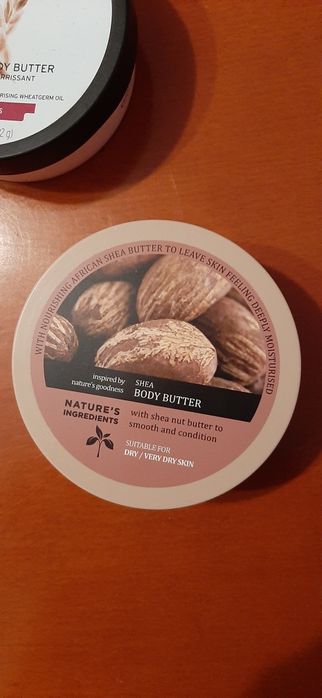 DY BUTTER
RRISSANT
RISING WHEATGERM OIL
S
2 g)
WITH NOURISHING AFRICAN SHEA BUTTER TO LEAVE SKIN FEELING DEEPLY MOISTURISED
inspired by
nature's goodness
SHEA
BODY BUTTER
NATURE'S
INGREDIENTS
with shea nut butter to
smooth and condition
SUITABLE FOR
DRY / VERY DRY SKIN